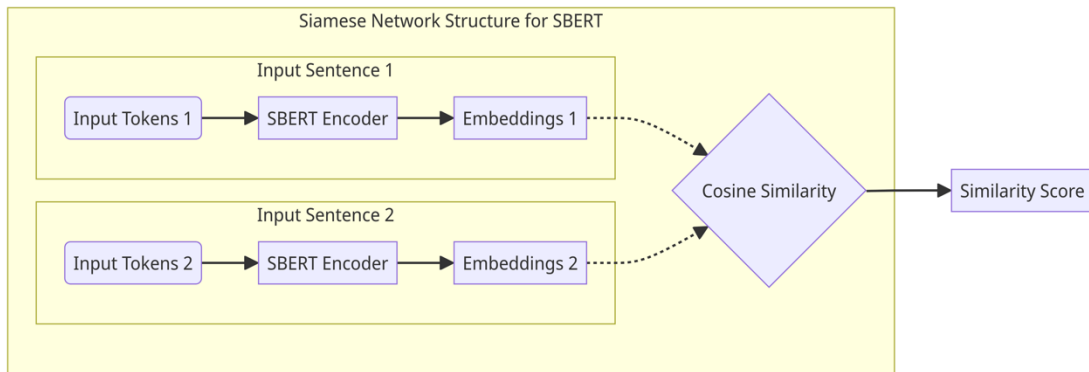 Siamese Network Structure for SBERT
Input Sentence 1
Input Tokens 1
SBERT Encoder
Embeddings 1
Cosine Similarity
Similarity Score
Input Sentence 2
Input Tokens 2
SBERT Encoder
Embeddings 2